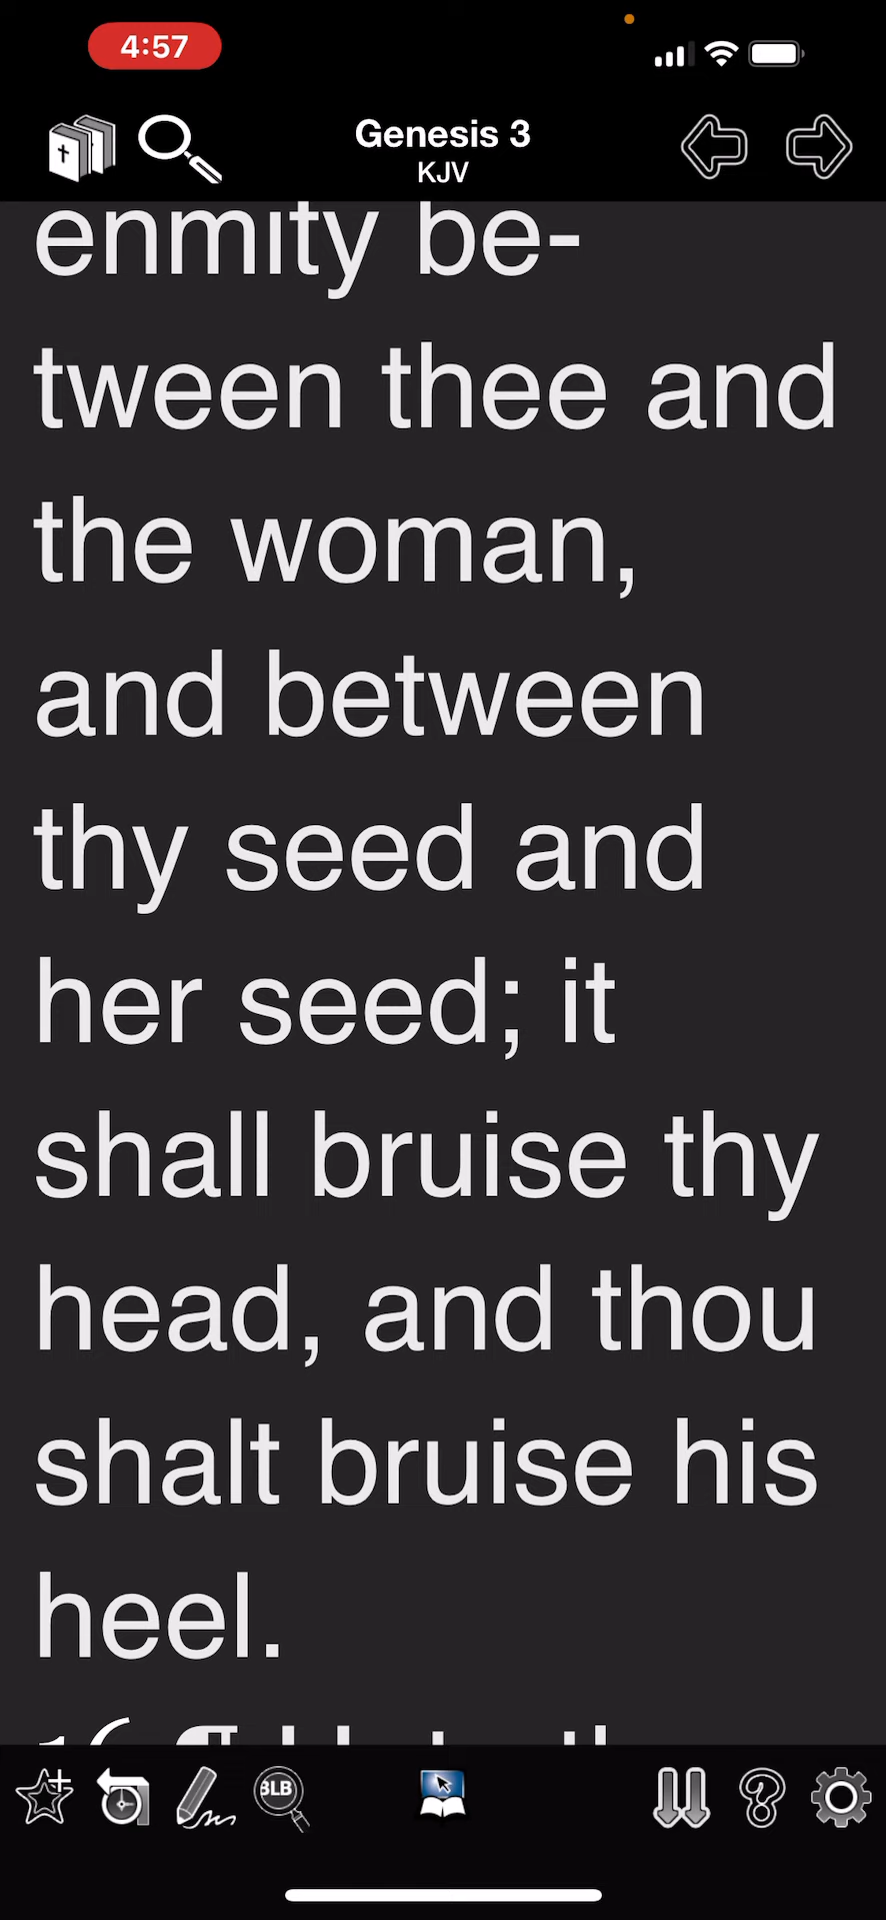 4:57
Genesis 3
KJV
enmity be-
tween thee and
the woman,
and between
thy seed and
her seed; it
shall bruise thy
head, and thou
shalt bruise his
heel.
16 ¶
BLB